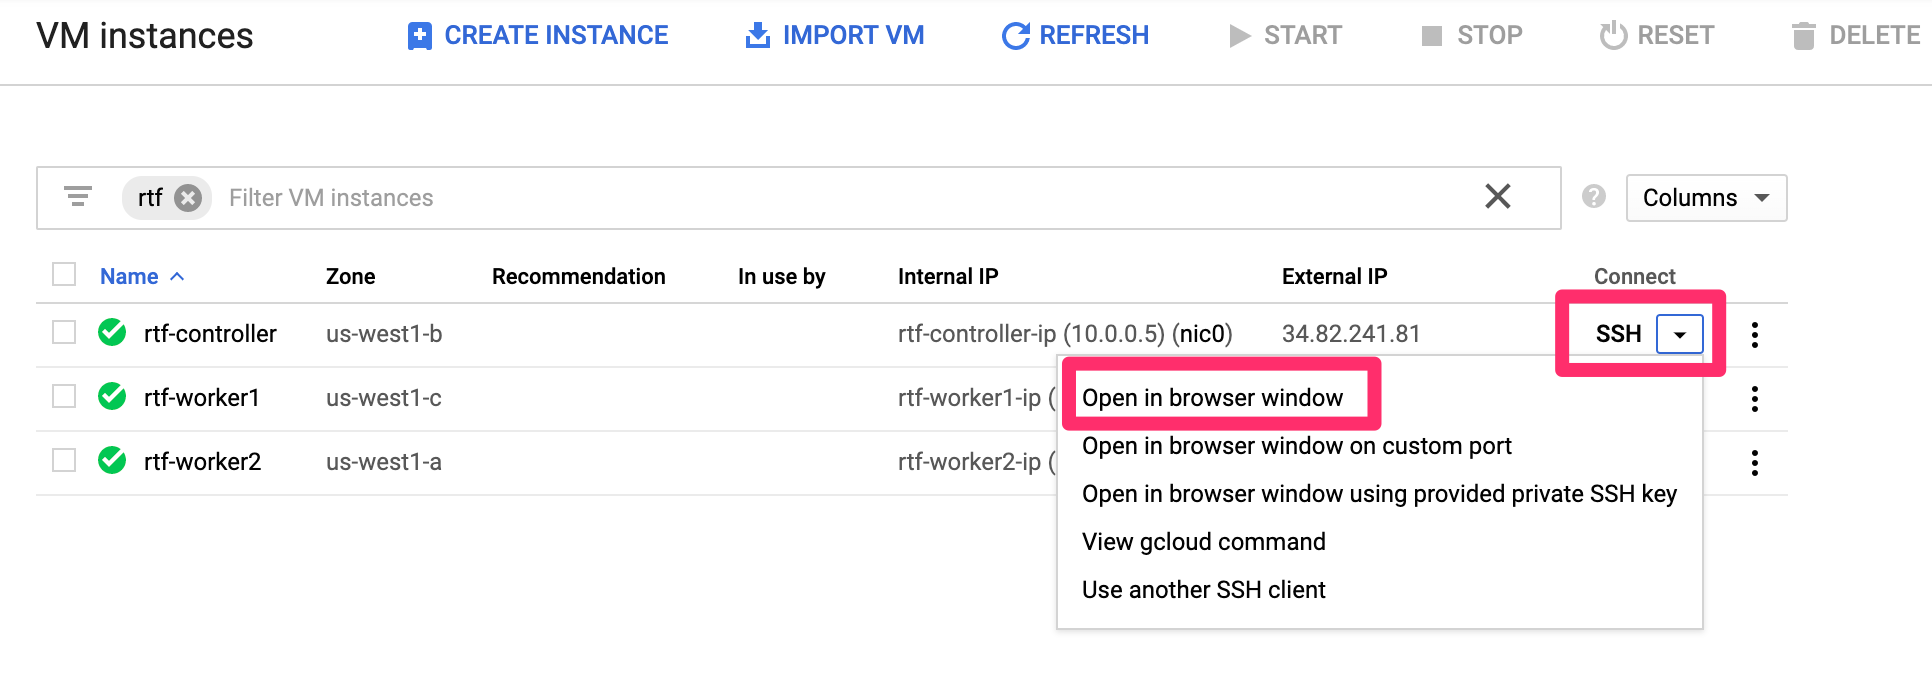 VM instances CREATE INSTANCE IMPORT VM REFRESH START STOP RESET DELETE
rtf Filter VM instances ? Columns
Name Zone Recommendation In use by Internal IP External IP Connect
rtf-controller us-west1-b rtf-controller-ip (10.0.0.5) (nic0) 34.82.241.81 SSH
rtf-worker1 us-west1-c rtf-worker1-ip (
Open in browser window
Open in browser window on custom port
rtf-worker2 us-west1-a rtf-worker2-ip (
Open in browser window using provided private SSH key
View gcloud command
Use another SSH client